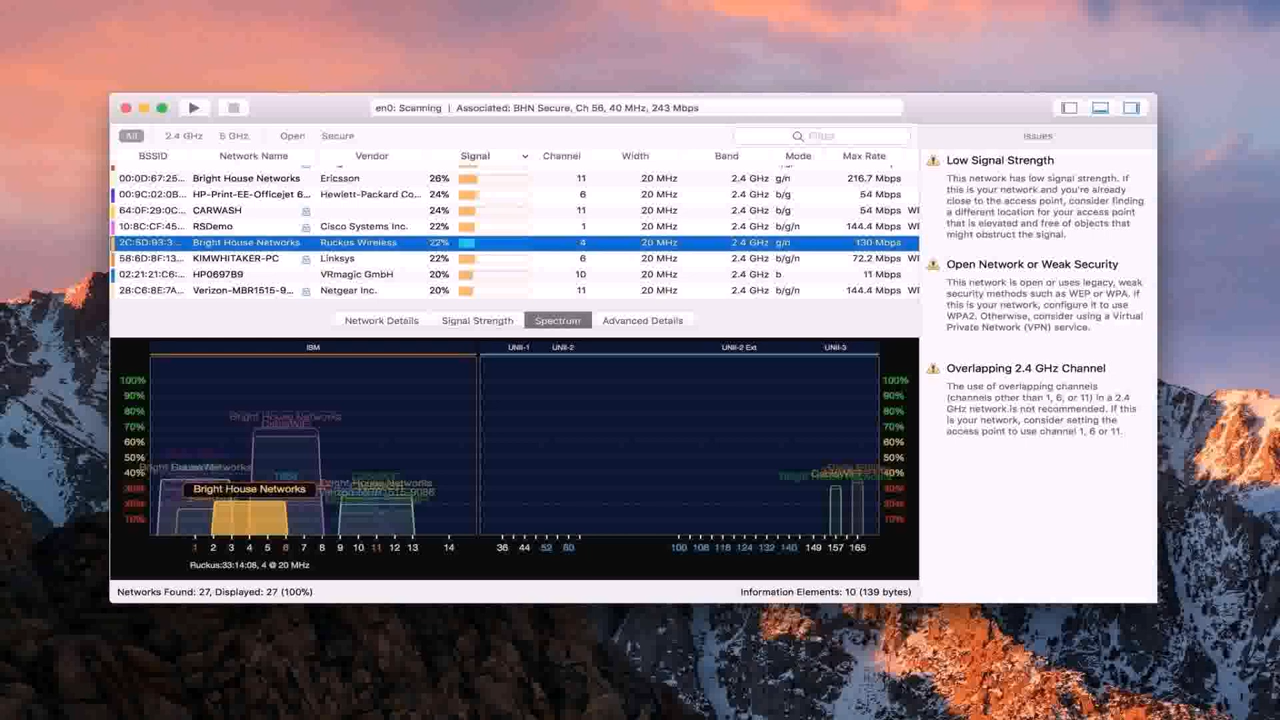 en0: Scanning | Associated: BHN Secure, Ch 56, 40 MHz, 243 Mbps
All 2.4 GHz 5 GHz Open Secure Filter Issues
BSSID Network Name Vendor Signal Channel Width Band Mode Max Rate
00:0D:67:25... Bright House Networks Ericsson 26% 11 20 MHz 2.4 GHz g/n 216.7 Mbps
00:9C:02:0B... HP-Print-EE-Officejet 6... Hewlett-Packard Co... 24% 6 20 MHz 2.4 GHz b/g 54 Mbps
64:0F:29:0C... CARWASH 24% 11 20 MHz 2.4 GHz b/g 54 Mbps WI
10:8C:CF:45... RSDemo Cisco Systems Inc. 22% 1 20 MHz 2.4 GHz b/g/n 144.4 Mbps WI
2C:5D:93:3... Bright House Networks Ruckus Wireless 22% 4 20 MHz 2.4 GHz g/n 130 Mbps
58:6D:8F:13... KIMWHITAKER-PC Linksys 22% 6 20 MHz 2.4 GHz b/g/n 72.2 Mbps WI
02:21:21:C6:... HP0697B9 VRmagic GmbH 20% 10 20 MHz 2.4 GHz b 11 Mbps
28:C6:8E:7A... Verizon-MBR1515-9... Netgear Inc. 20% 11 20 MHz 2.4 GHz b/g/n 144.4 Mbps WI
Network Details Signal Strength Spectrum Advanced Details
UNII-1 UNII-2 UNII-2 Ext UNII-3
100% 100%
90% 90%
80% 80%
Bright House Networks
CableWiFi
70% 70%
60% 60%
50% 50%
40% 40%
Bright House Networks
30% 30%
Bright House Networks
20% 20%
10% 10%
1 2 3 4 5 6 7 8 9 10 11 12 13 14 36 44 52 60 100 108 116 124 132 140 149 157 165
Ruckus:33:14:08, 4 @ 20 MHz
Networks Found: 27, Displayed: 27 (100%) Information Elements: 10 (139 bytes)
Low Signal Strength
This network has low signal strength. If
this is your network and you're already
close to the access point, consider finding
a different location for your access point
that is elevated and free of objects that
might obstruct the signal.
Open Network or Weak Security
This network is open or uses legacy, weak
security methods such as WEP or WPA. If
this is your network, configure it to use
WPA2. Otherwise, consider using a Virtual
Private Network (VPN) service.
Overlapping 2.4 GHz Channel
The use of overlapping channels
(channels other than 1, 6, or 11) in a 2.4
GHz network is not recommended. If this
is your network, consider setting the
access point to use channel 1, 6 or 11.